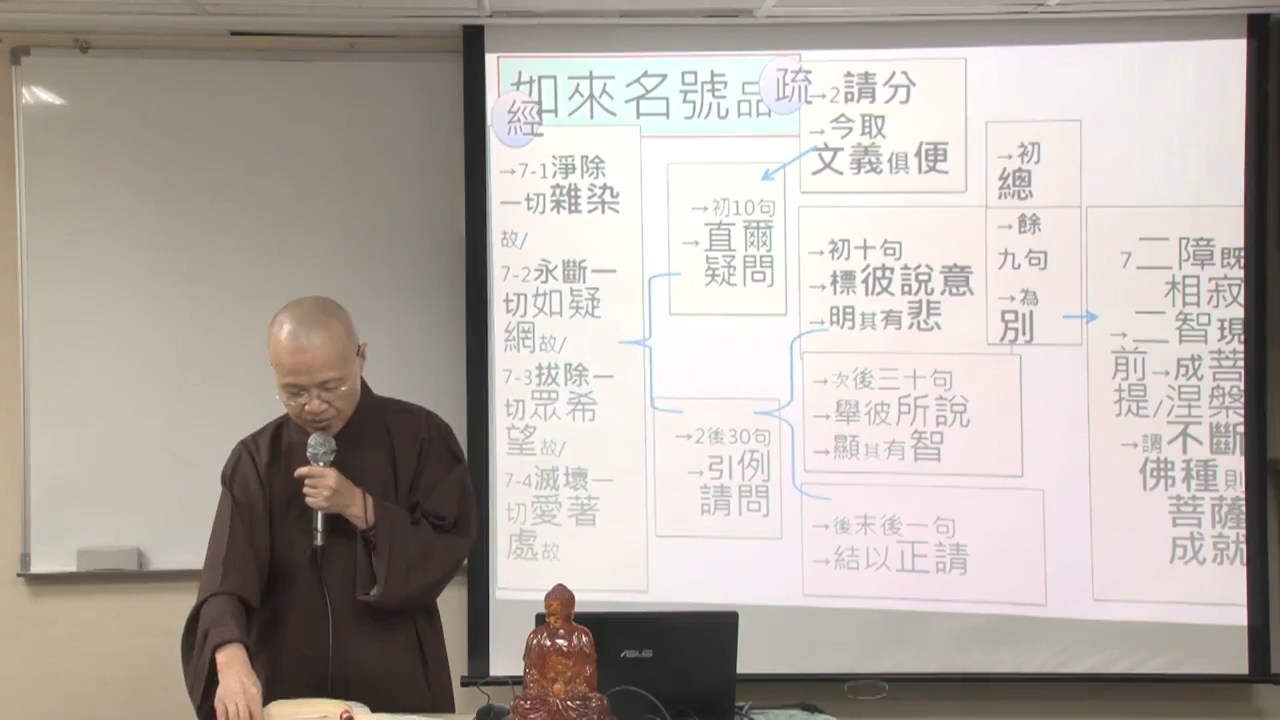 如來名號品
經
疏
→7-1淨除
一切雜染
故/
7-2永斷一
切如疑
網故/
7-3拔除一
切眾希
望故/
7-4滅壞一
切愛著
處故
→初10句
→直爾
疑問
→2後30句
→引例
請問
→2請分
→今取
文義俱便
→初十句
→標彼說意
→明其有悲
→次後三十句
→舉彼所說
→顯其有智
→後末後一句
→結以正請
→初
總
→餘
九句
→為
別
7二障既
相寂
→二智現
前→成菩
提/涅槃
→謂不斷
佛種則
菩薩
成就
ASUS